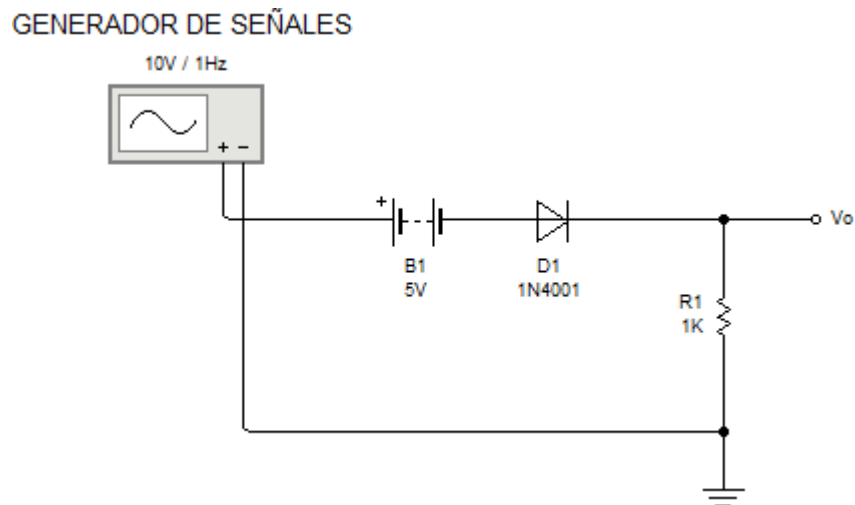 GENERADOR DE SEÑALES
10V / 1Hz
+ −
+
Vo
B1
5V
D1
1N4001
R1
1K